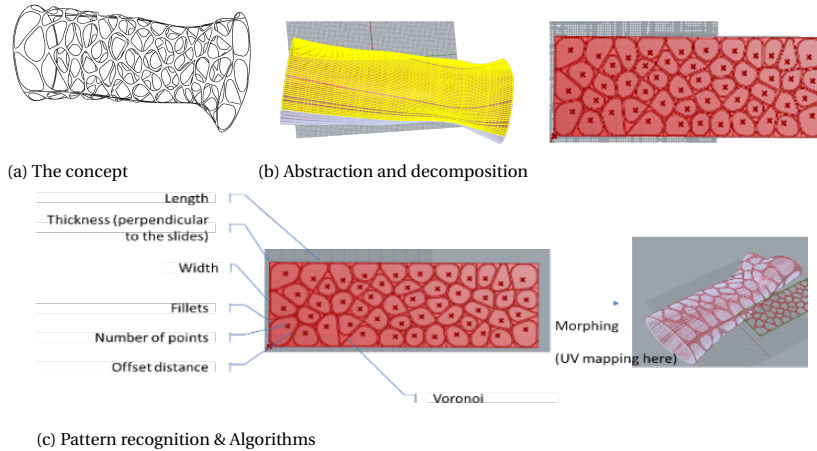 (a) The concept
(b) Abstraction and decomposition
Length
Thickness (perpendicular
to the slides)
Width
Fillets
Number of points
Offset distance
Voronoi
Morphing
(UV mapping here)
(c) Pattern recognition & Algorithms